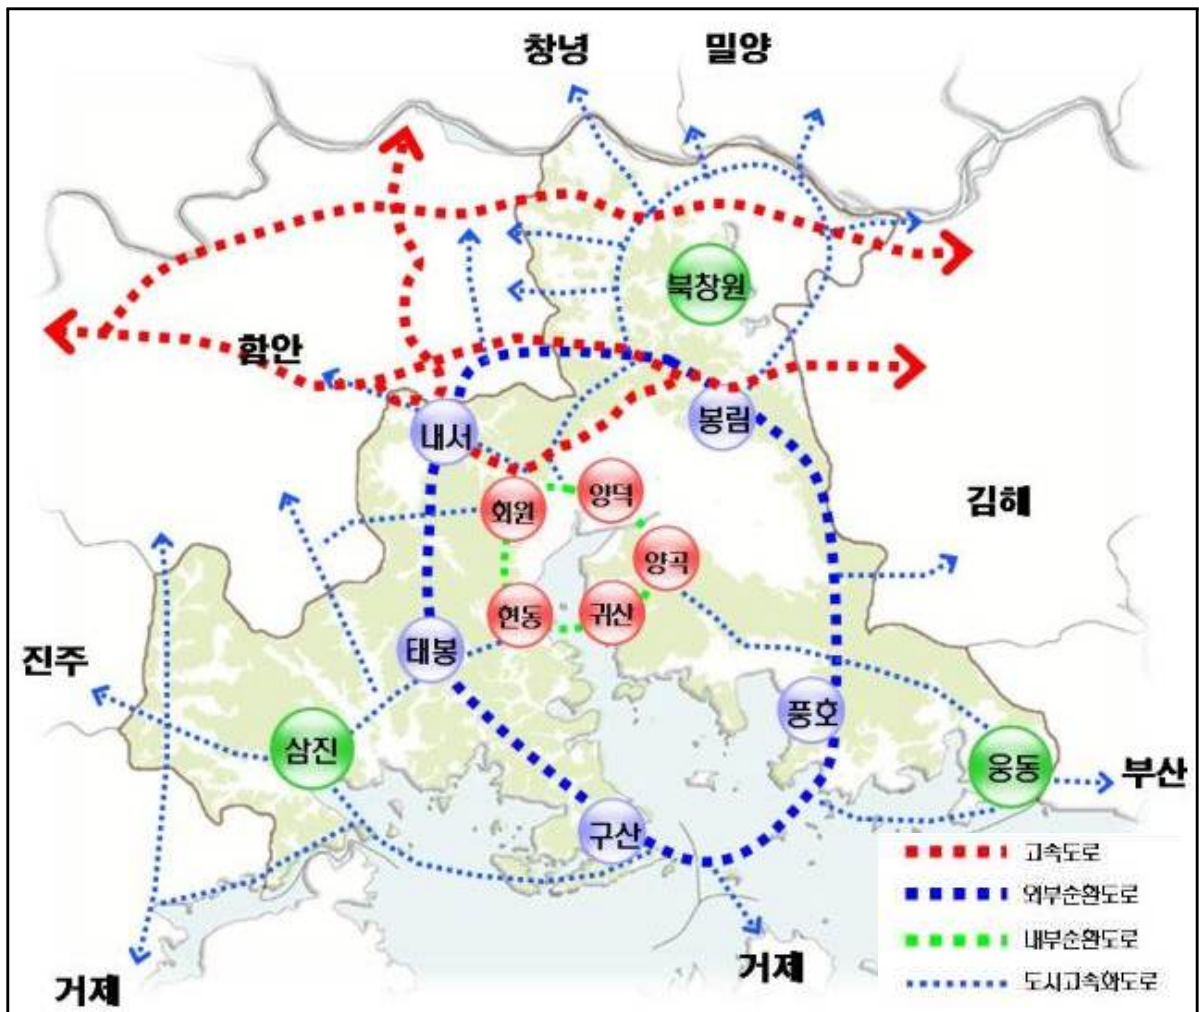 창녕
밀양
북창원
함안
내서
봉림
회원
양덕
김해
양곡
현동
귀산
진주
태봉
풍호
삼진
웅동
부산
구산
고속도로
외부순환도로
내부순환도로
도시고속화도로
거제
거제